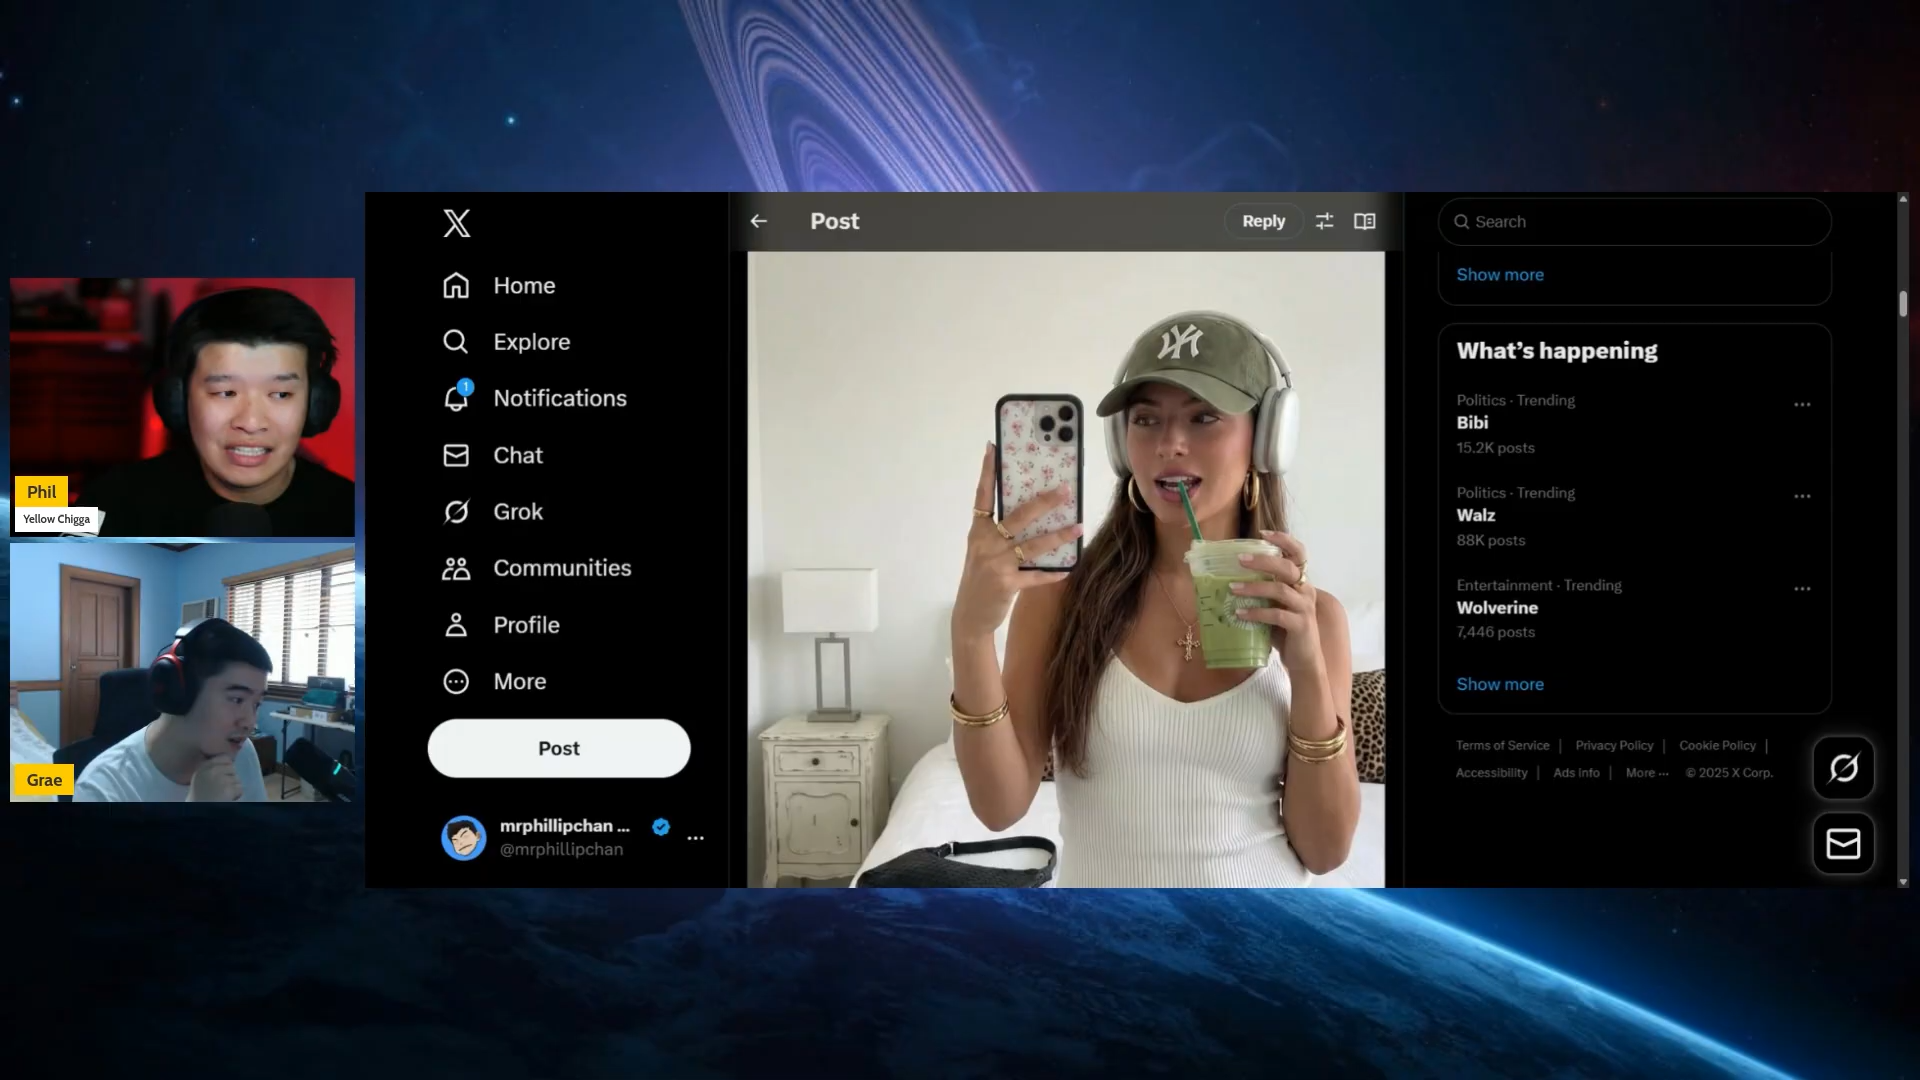 Phil
Yellow Chigga
Grae
Home
Explore
1
Notifications
Chat
Grok
Communities
Profile
More
Post
mrphillipchan ...
@mrphillipchan
Post
Reply
NY
Search
Show more
What's happening
Politics · Trending
Bibi
15.2K posts
Politics · Trending
Walz
88K posts
Entertainment · Trending
Wolverine
7,446 posts
Show more
Terms of Service | Privacy Policy | Cookie Policy |
Accessibility | Ads info | More ... © 2025 X Corp.